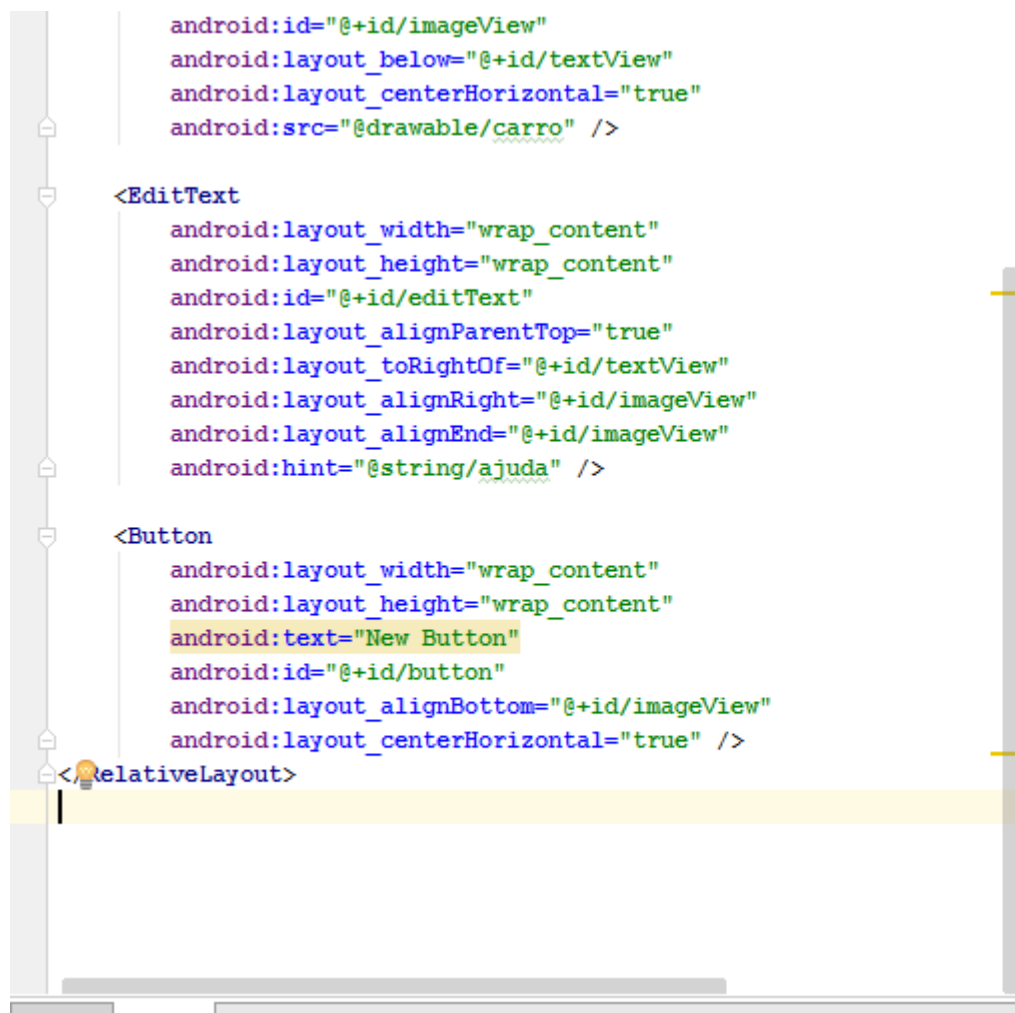 android:id="@+id/imageView"
android:layout_below="@+id/textView"
android:layout_centerHorizontal="true"
android:src="@drawable/carro" />
<EditText
android:layout_width="wrap_content"
android:layout_height="wrap_content"
android:id="@+id/editText"
android:layout_alignParentTop="true"
android:layout_toRightOf="@+id/textView"
android:layout_alignRight="@+id/imageView"
android:layout_alignEnd="@+id/imageView"
android:hint="@string/ajuda" />
<Button
android:layout_width="wrap_content"
android:layout_height="wrap_content"
android:text="New Button"
android:id="@+id/button"
android:layout_alignBottom="@+id/imageView"
android:layout_centerHorizontal="true" />
</RelativeLayout>